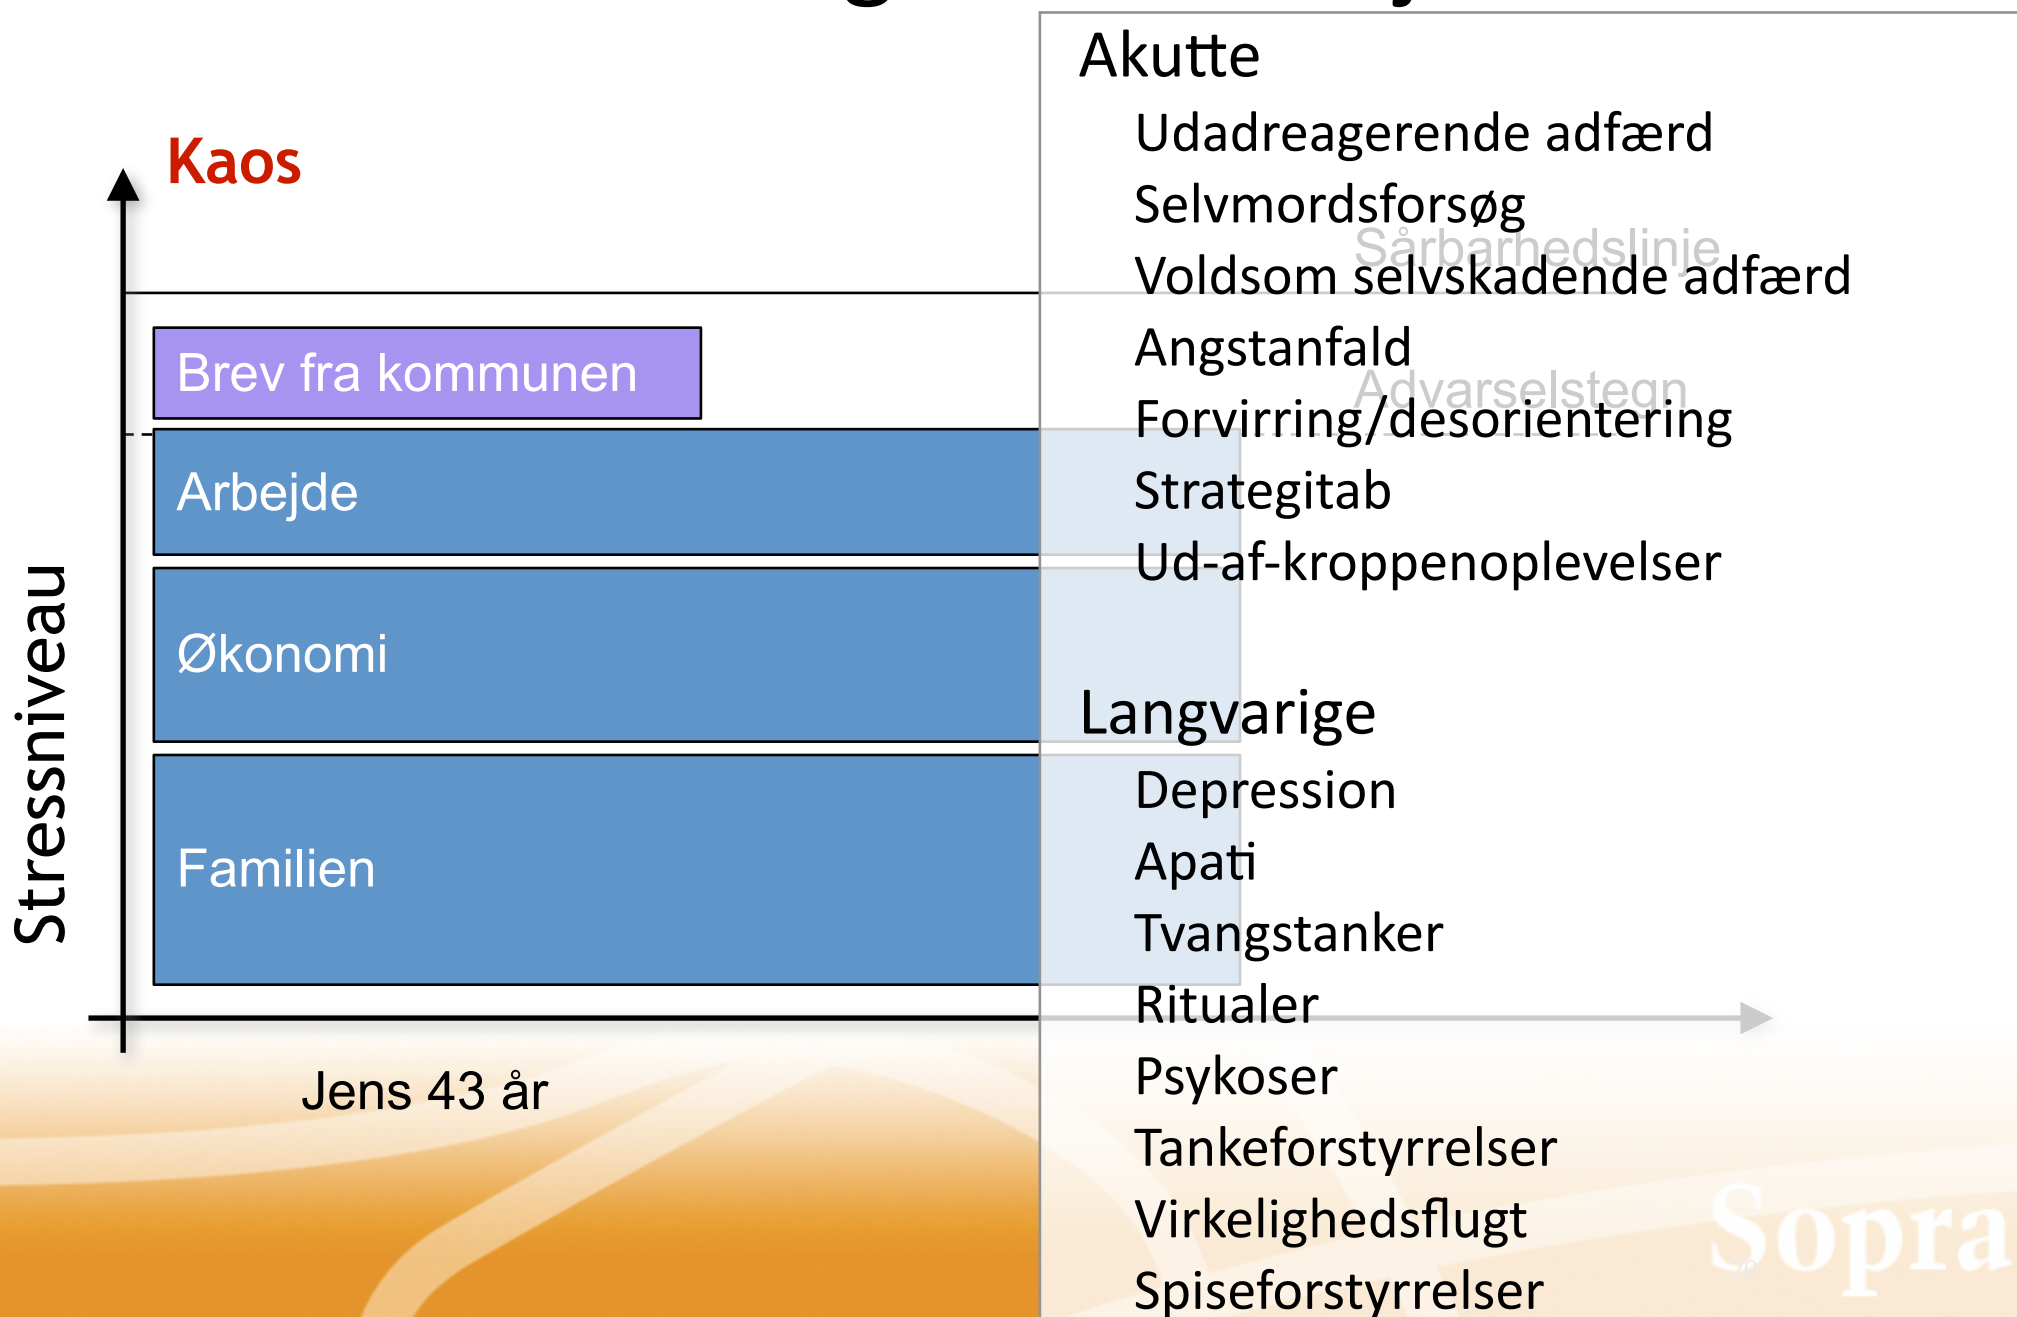 Kaos
Brev fra kommunen
Arbejde
Økonomi
Familien
Stressniveau
Jens 43 år
Sårbarhedslinje
Advarselstegn
Akutte
Udadreagerende adfærd
Selvmordsforsøg
Voldsom selvskadende adfærd
Angstanfald
Forvirring/desorientering
Strategitab
Ud-af-kroppenoplevelser
Langvarige
Depression
Apati
Tvangstanker
Ritualer
Psykoser
Tankeforstyrrelser
Virkelighedsflugt
Spiseforstyrrelser
Sopra